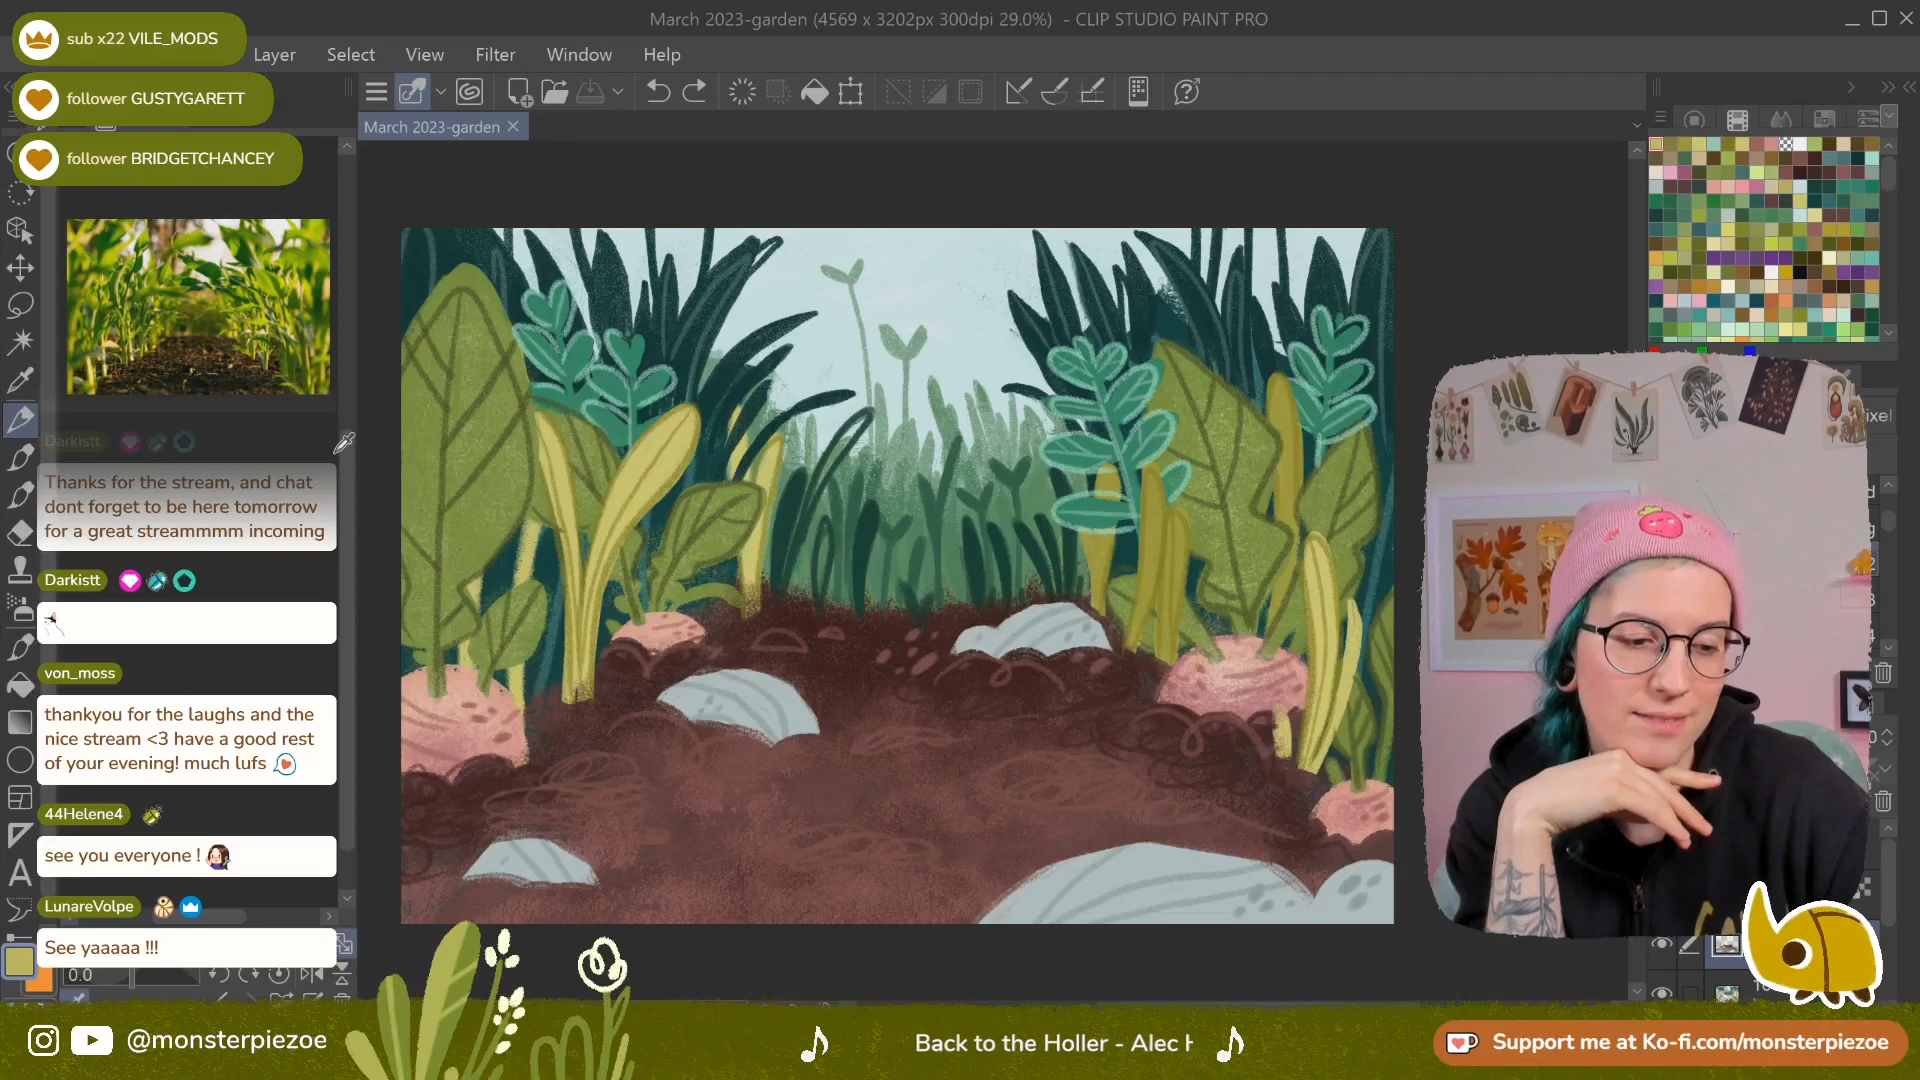 March 2023-garden (4569 x 3202px 300dpi 29.0%) - CLIP STUDIO PAINT PRO
sub x22 VILE_MODS
Layer Select View Filter Window Help
follower GUSTYGARETT
March 2023-garden
follower BRIDGETCHANCEY
Darkistt
Thanks for the stream, and chat
dont forget to be here tomorrow
for a great streammmm incoming
Darkistt
von_moss
thankyou for the laughs and the
nice stream <3 have a good rest
of your evening! much lufs
44Helene4
see you everyone !
LunareVolpe
See yaaaaa !!!
0.0
@monsterpiezoe
Back to the Holler - Alec
Support me at Ko-fi.com/monsterpiezoe